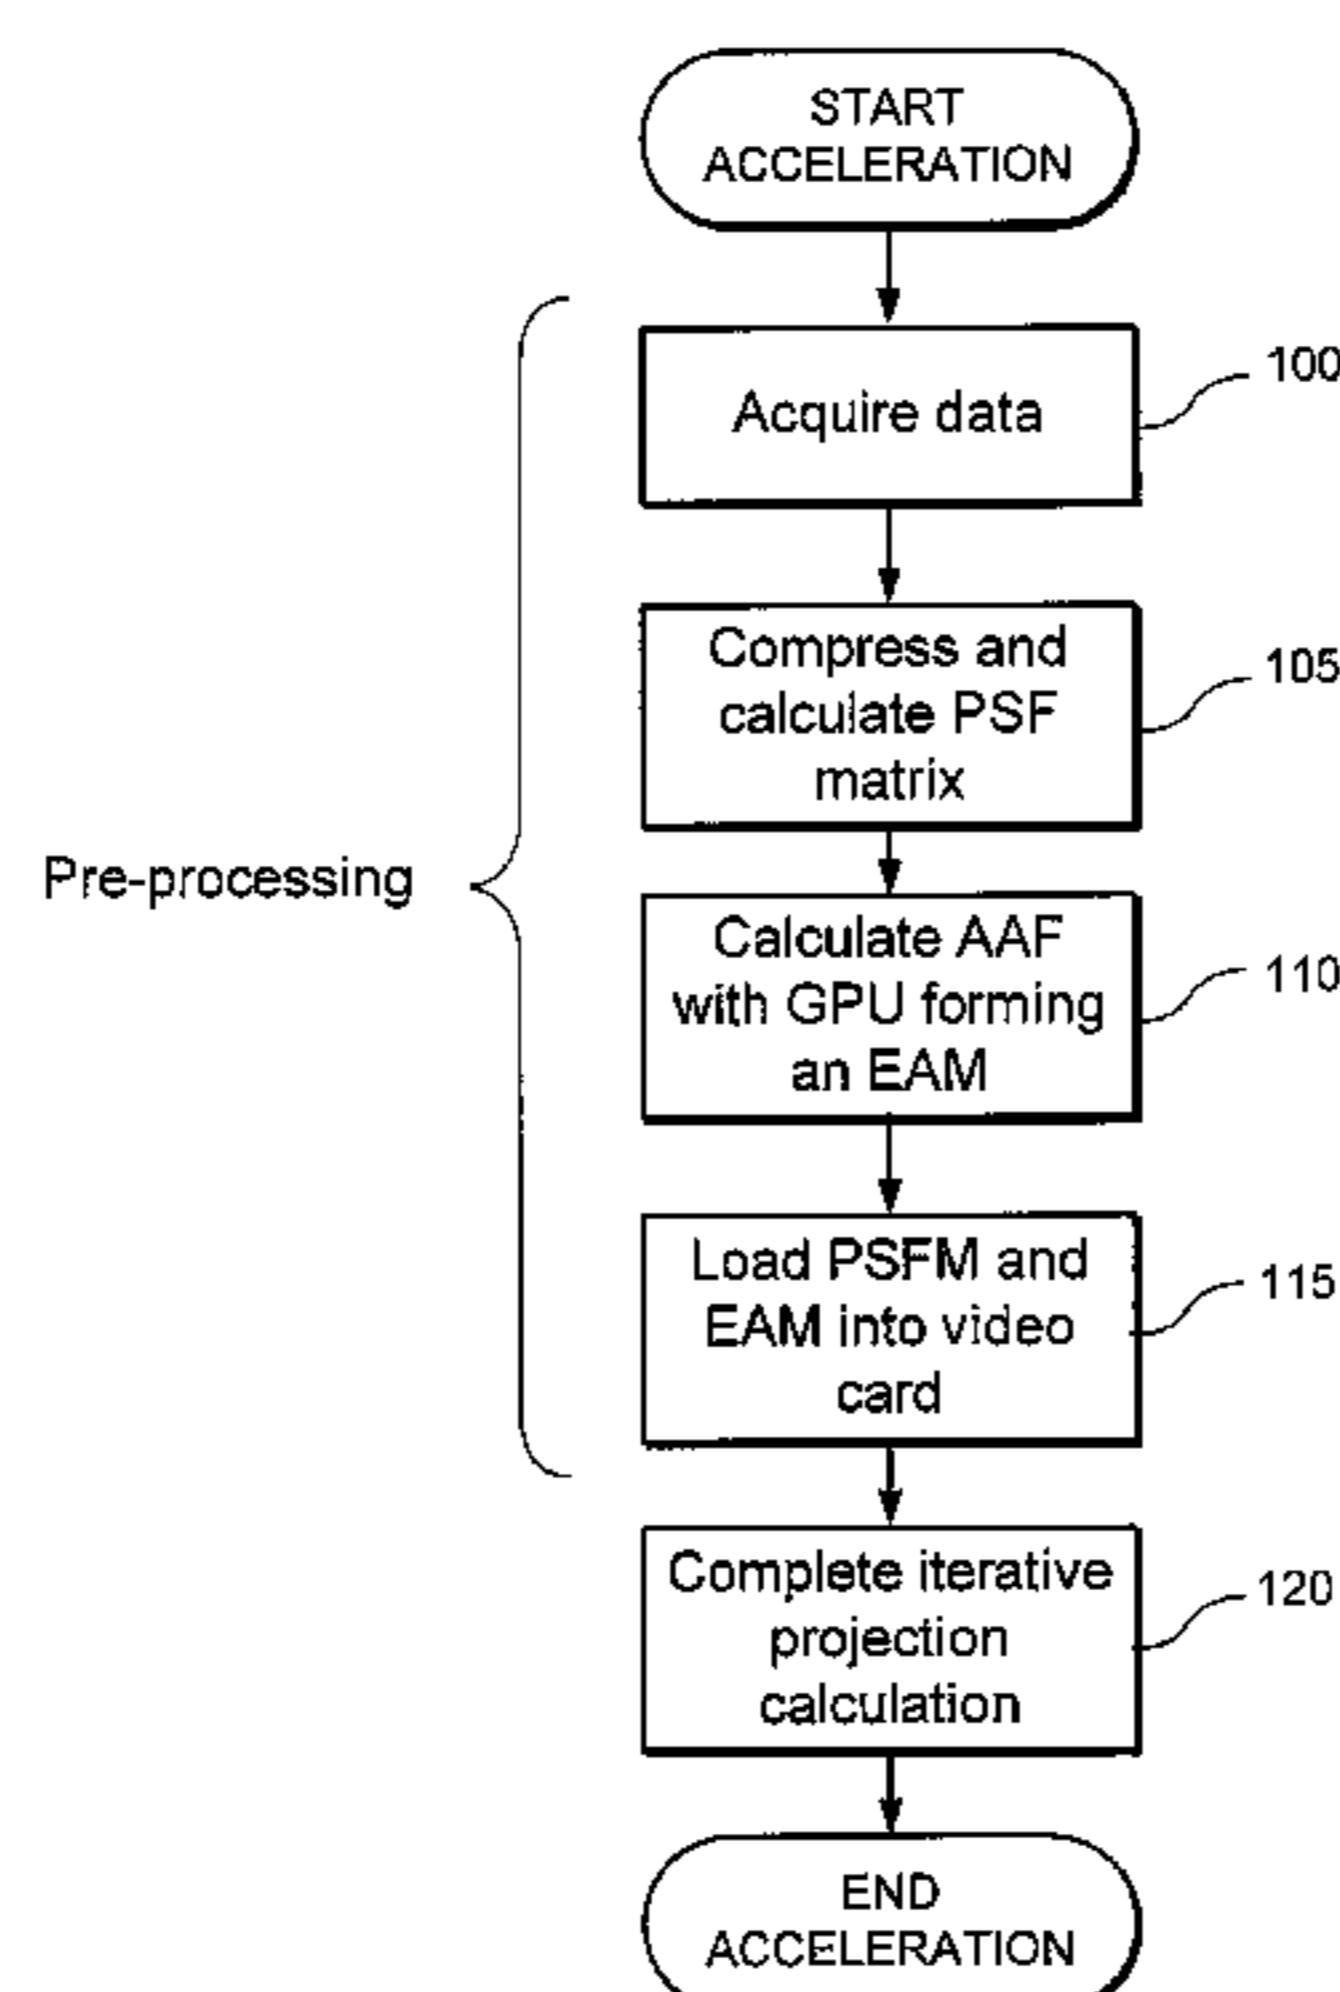 START
ACCELERATION
Acquire data
100
Compress and
calculate PSF
matrix
105
Pre-processing
Calculate AAF
with GPU forming
an EAM
110
Load PSFM and
EAM into video
card
115
Complete iterative
projection
calculation
120
END
ACCELERATION